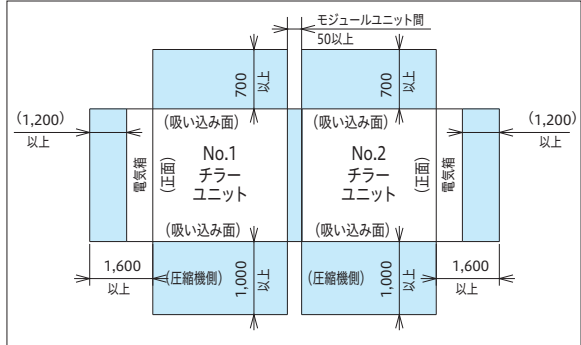 モジュールユニット間
50以上
700
以上
700
以上
(1,200)
以上
(1,200)
以上
(吸い込み面)
(吸い込み面)
電気箱
(正面)
No.1
チラー
ユニット
No.2
チラー
ユニット
(正面)
電気箱
(吸い込み面)
(吸い込み面)
1,600
以上
(圧縮機側)
1,000
以上
(圧縮機側)
1,000
以上
1,600
以上